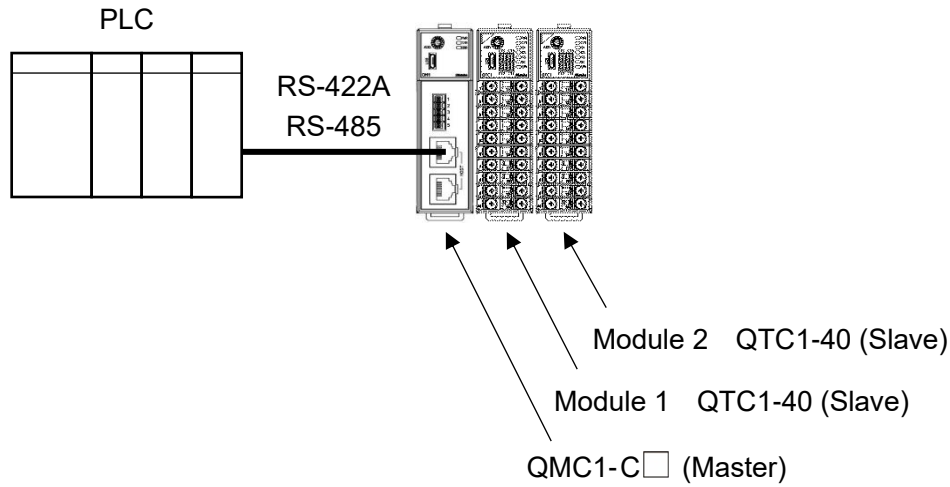 PLC
RS-422A
RS-485
Module 2 QTC1-40 (Slave)
Module 1 QTC1-40 (Slave)
QMC1-C□ (Master)